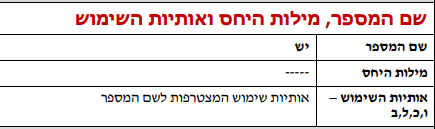 שם המספר, מילות היחס ואותיות השימוש
שם המספר יש
מילות היחס -----
אותיות השימוש – אותיות שימוש המצטרפות לשם המספר
ו,כ,ל,ב